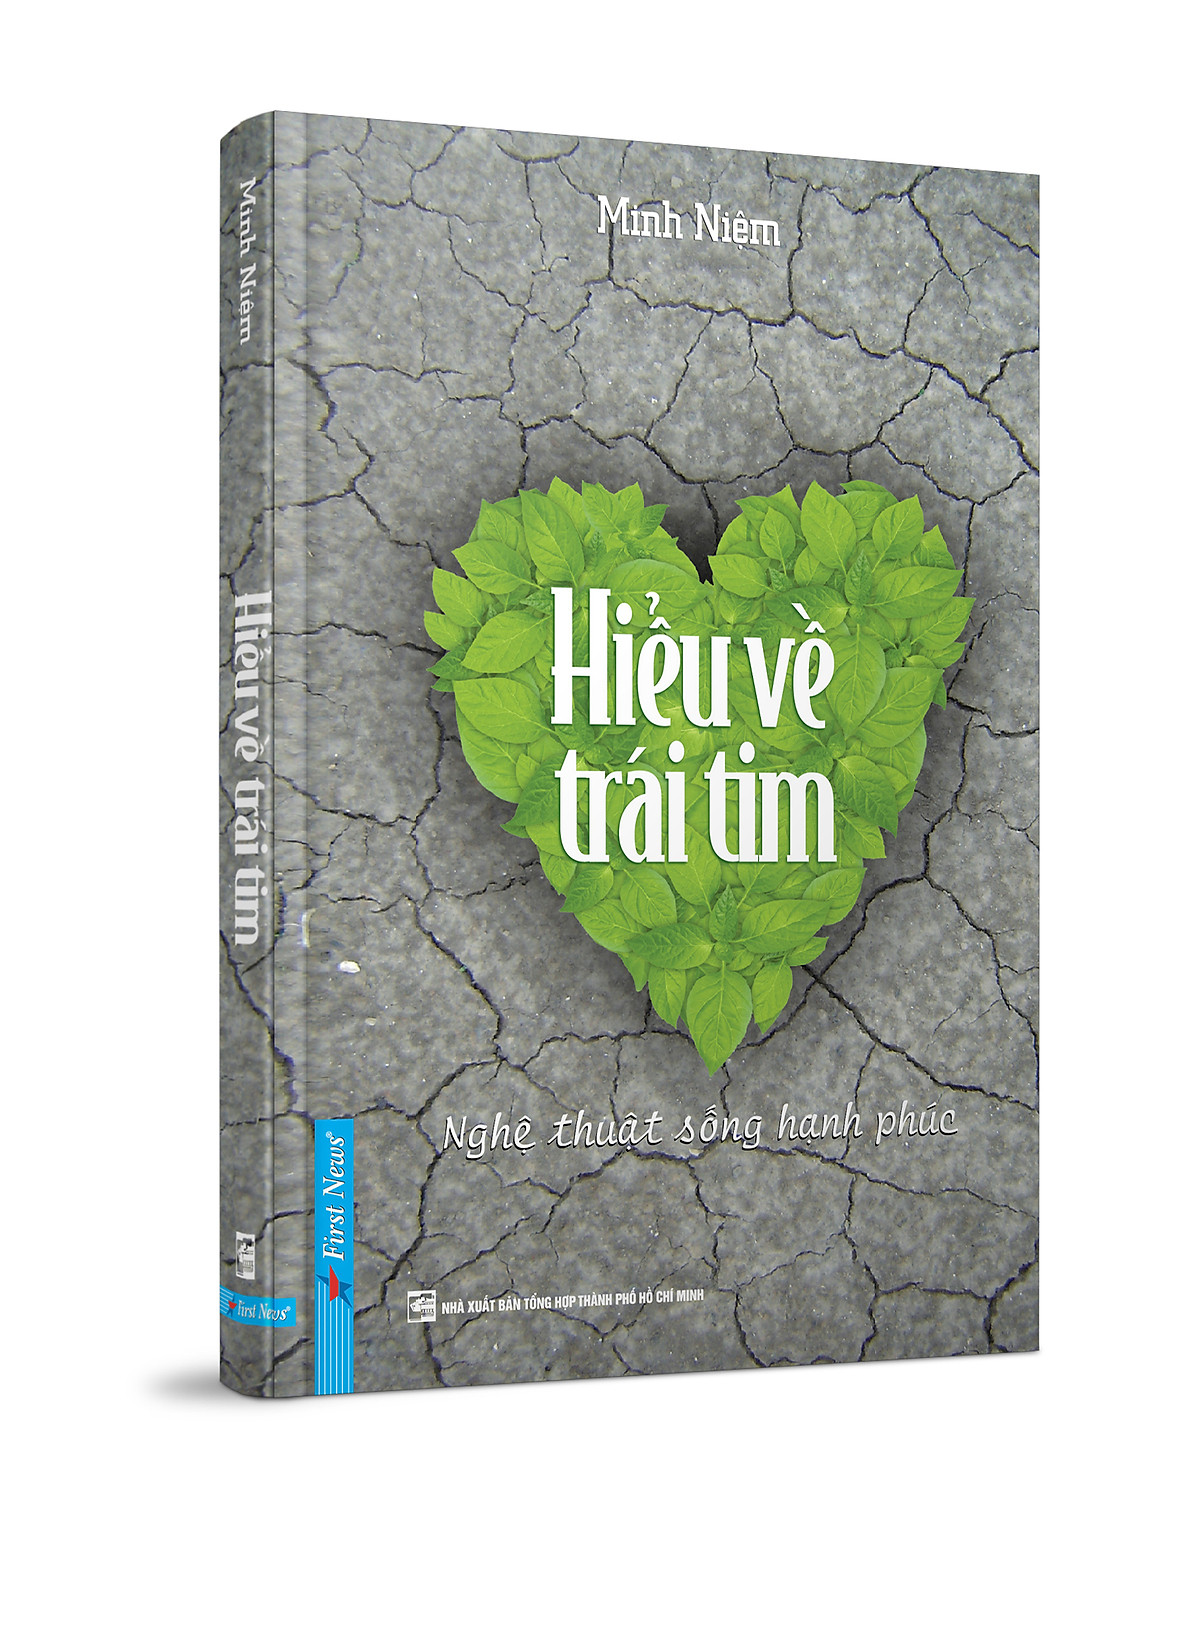 Minh Niệm
Hiểu về
trái tim
Nghệ thuật sống hạnh phúc
NHÀ XUẤT BẢN TỔNG HỢP THÀNH PHỐ HỒ CHÍ MINH
First News®
Minh Niệm
Hiểu về trái tim
First News®